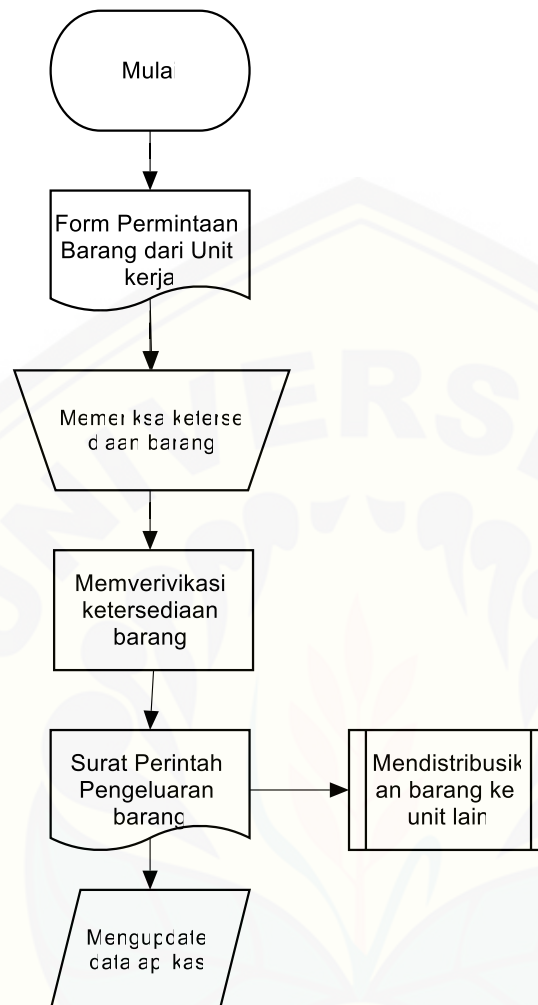 Mulai
Form Permintaan
Barang dari Unit
kerja
Memeriksa keterse
diaan barang
Memverivikasi
ketersediaan
barang
Surat Perintah
Pengeluaran
barang
Mendistribusik
an barang ke
unit lain
Mengupdate
data aplikasi
UNIVERSI